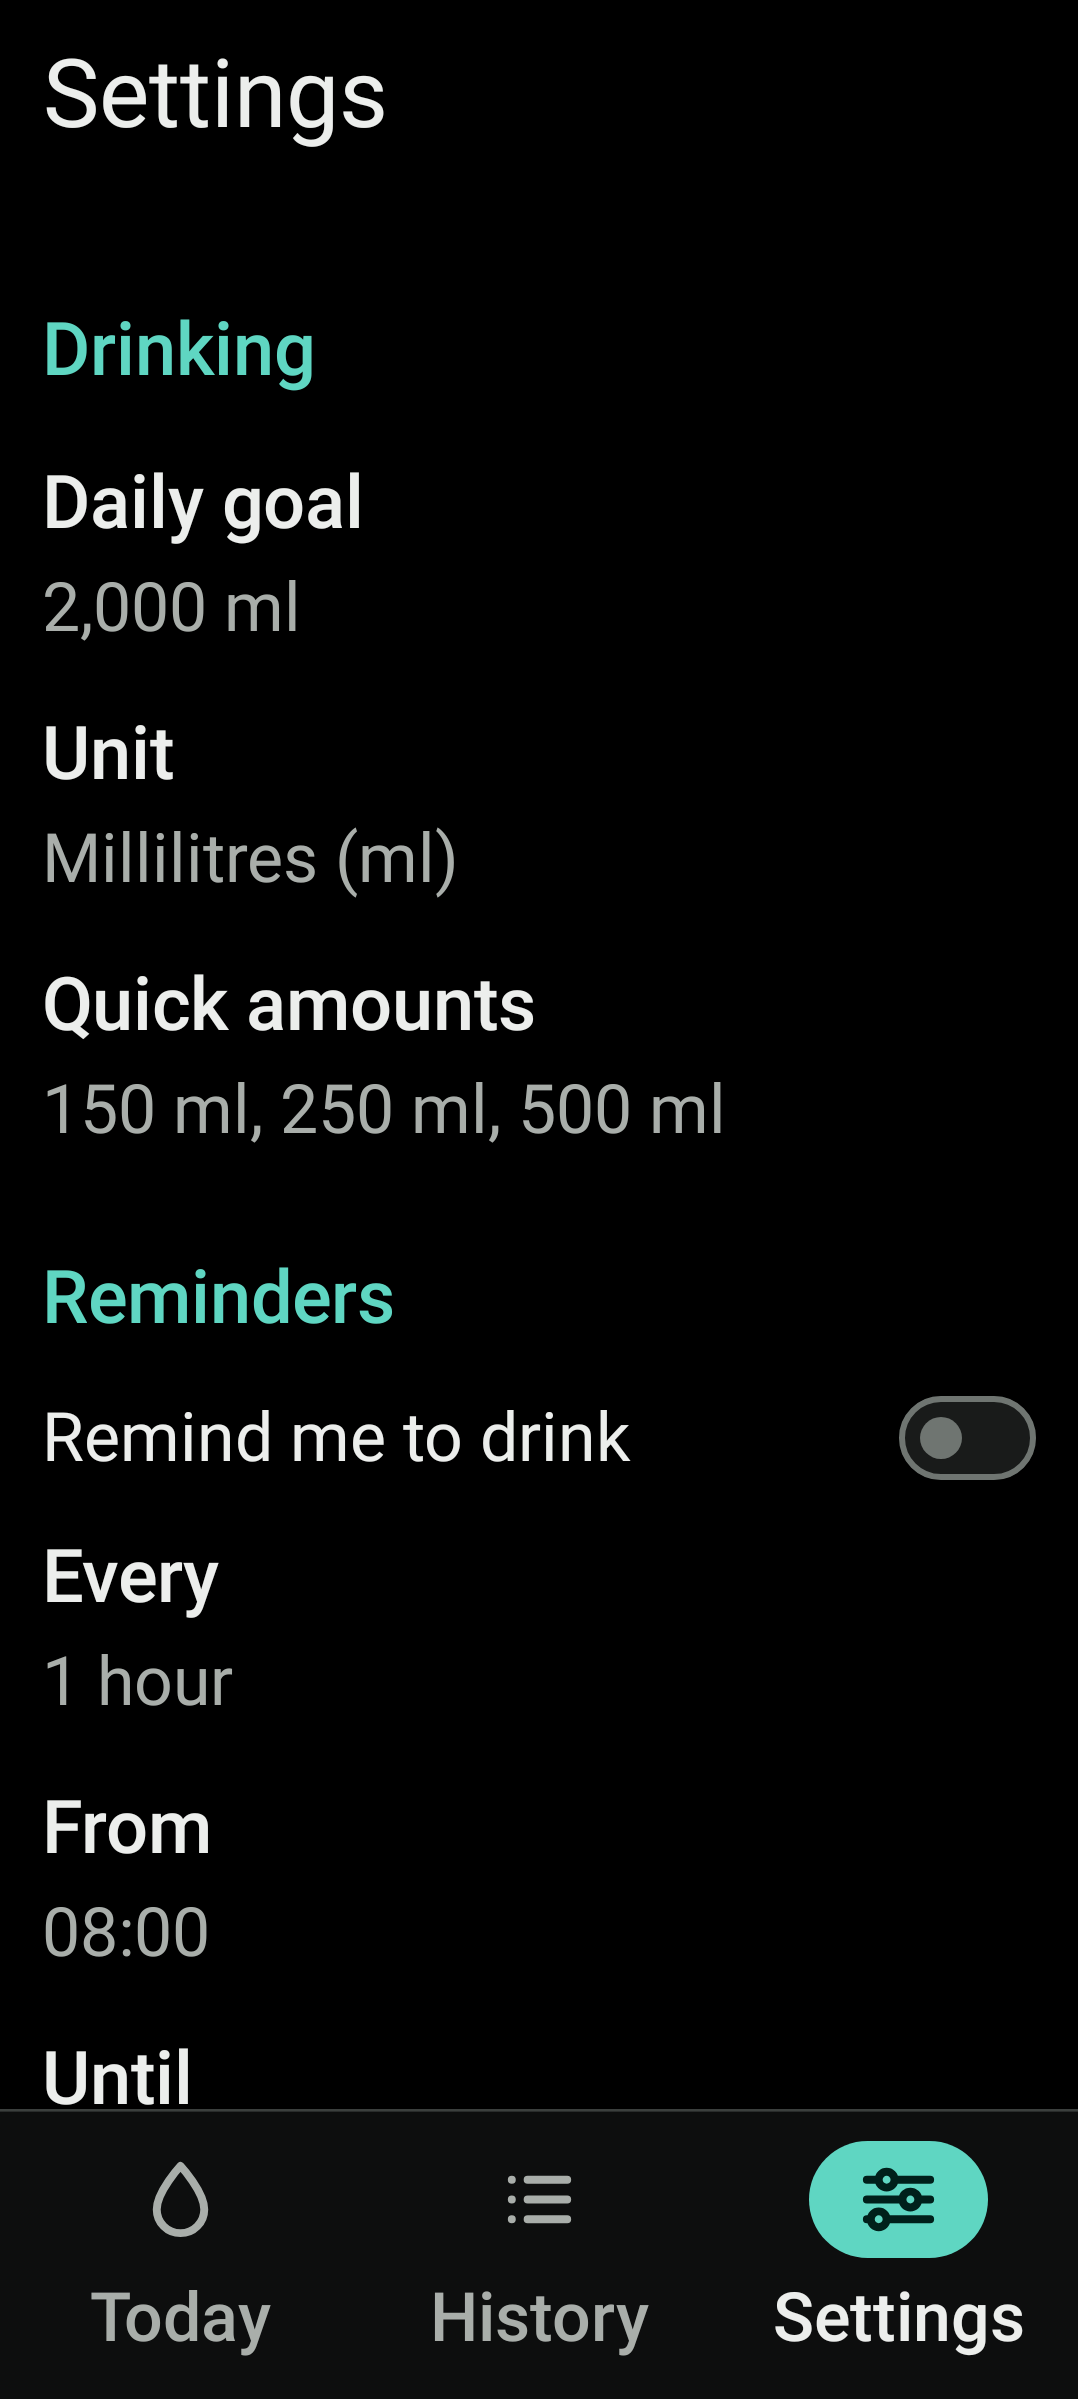 Settings
Drinking
Daily goal
2,000 ml
Unit
Millilitres (ml)
Quick amounts
150 ml, 250 ml, 500 ml
Reminders
Remind me to drink
Every
1 hour
From
08:00
Until
Today
History
Settings